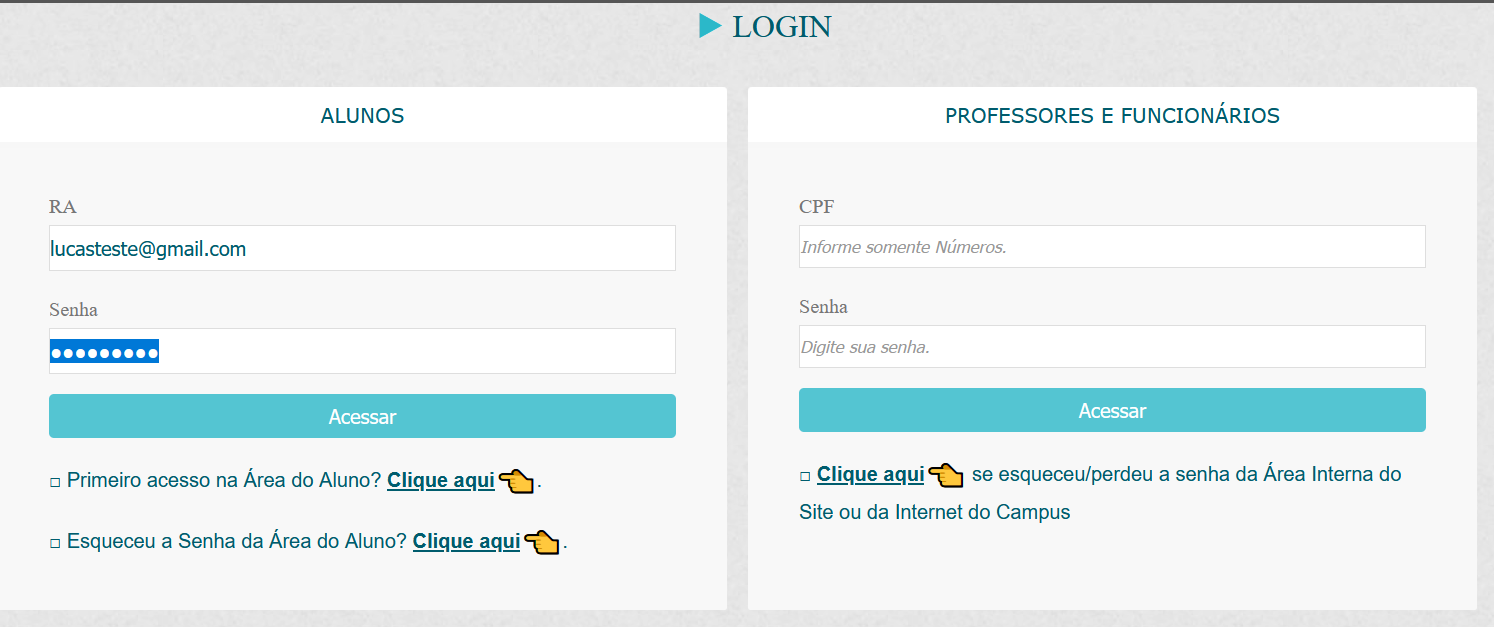 LOGIN
ALUNOS
RA
lucasteste@gmail.com
Senha
●●●●●●●●●
Acessar
Primeiro acesso na Área do Aluno? Clique aqui .
Esqueceu a Senha da Área do Aluno? Clique aqui .
PROFESSORES E FUNCIONÁRIOS
CPF
Informe somente Números.
Senha
Digite sua senha.
Acessar
Clique aqui se esqueceu/perdeu a senha da Área Interna do
Site ou da Internet do Campus